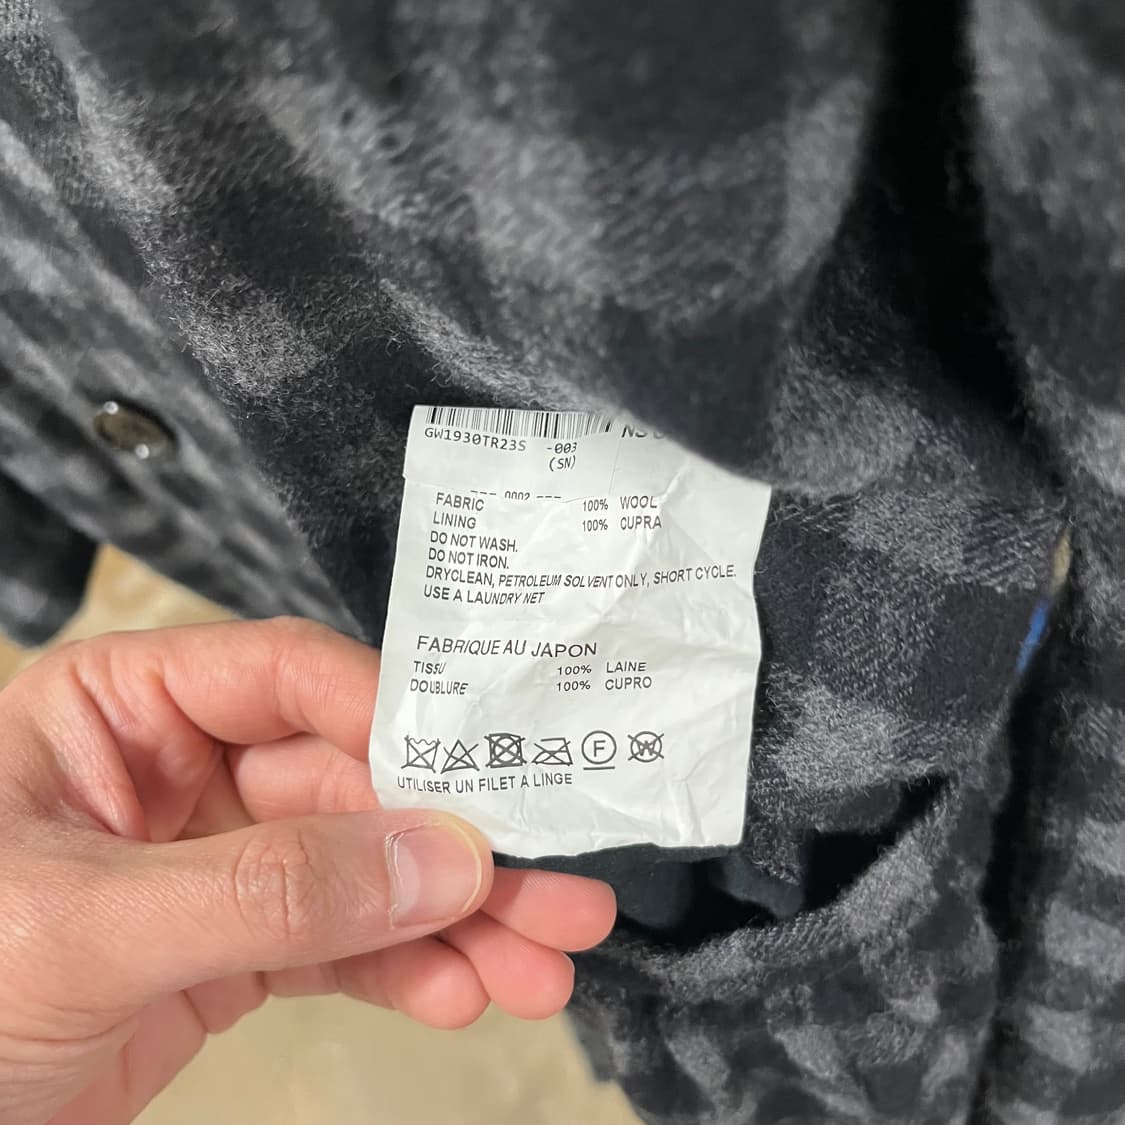 GW1930TR23S -003
(SN)
--- 0002 ---
FABRIC 100% WOOL
LINING 100% CUPRA
DO NOT WASH.
DO NOT IRON.
DRYCLEAN, PETROLEUM SOLVENT ONLY, SHORT CYCLE.
USE A LAUNDRY NET
FABRIQUE AU JAPON
TISSU 100% LAINE
DOUBLURE 100% CUPRO
F W
UTILISER UN FILET A LINGE